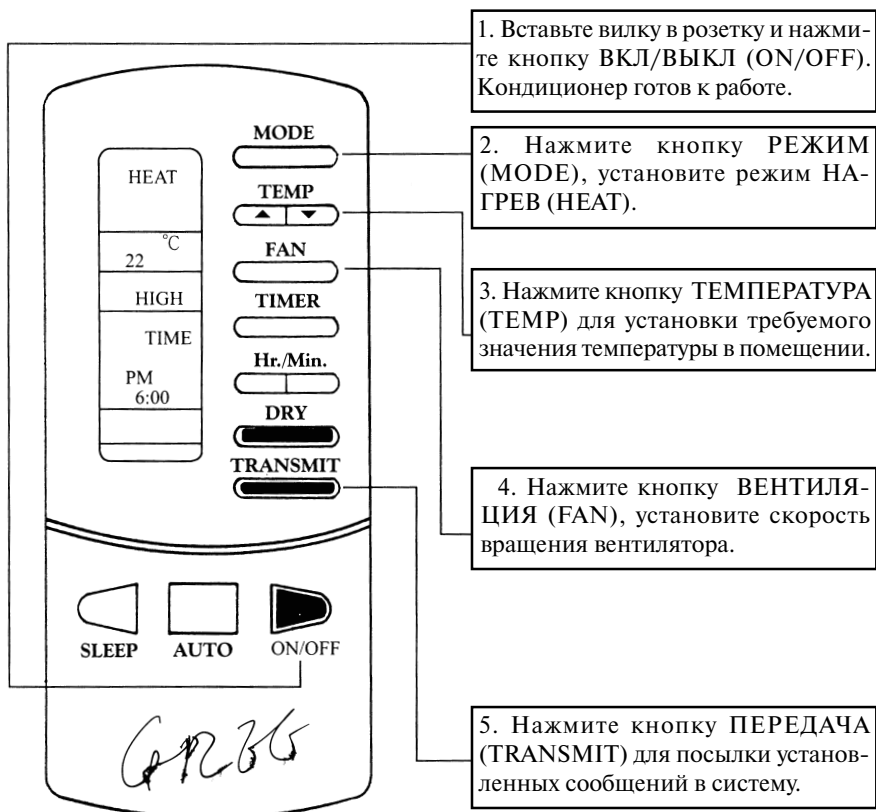 1. Вставьте вилку в розетку и нажми-
те кнопку ВКЛ/ВЫКЛ (ON/OFF).
Кондиционер готов к работе.
2. Нажмите кнопку РЕЖИМ
(MODE), установите режим НА-
ГРЕВ (HEAT).
3. Нажмите кнопку ТЕМПЕРАТУРА
(TEMP) для установки требуемого
значения температуры в помещении.
4. Нажмите кнопку ВЕНТИЛЯ-
ЦИЯ (FAN), установите скорость
вращения вентилятора.
5. Нажмите кнопку ПЕРЕДАЧА
(TRANSMIT) для посылки установ-
ленных сообщений в систему.
HEAT
°C
22
HIGH
TIME
PM
6:00
MODE
TEMP
FAN
TIMER
Hr./Min.
DRY
TRANSMIT
SLEEP AUTO ON/OFF